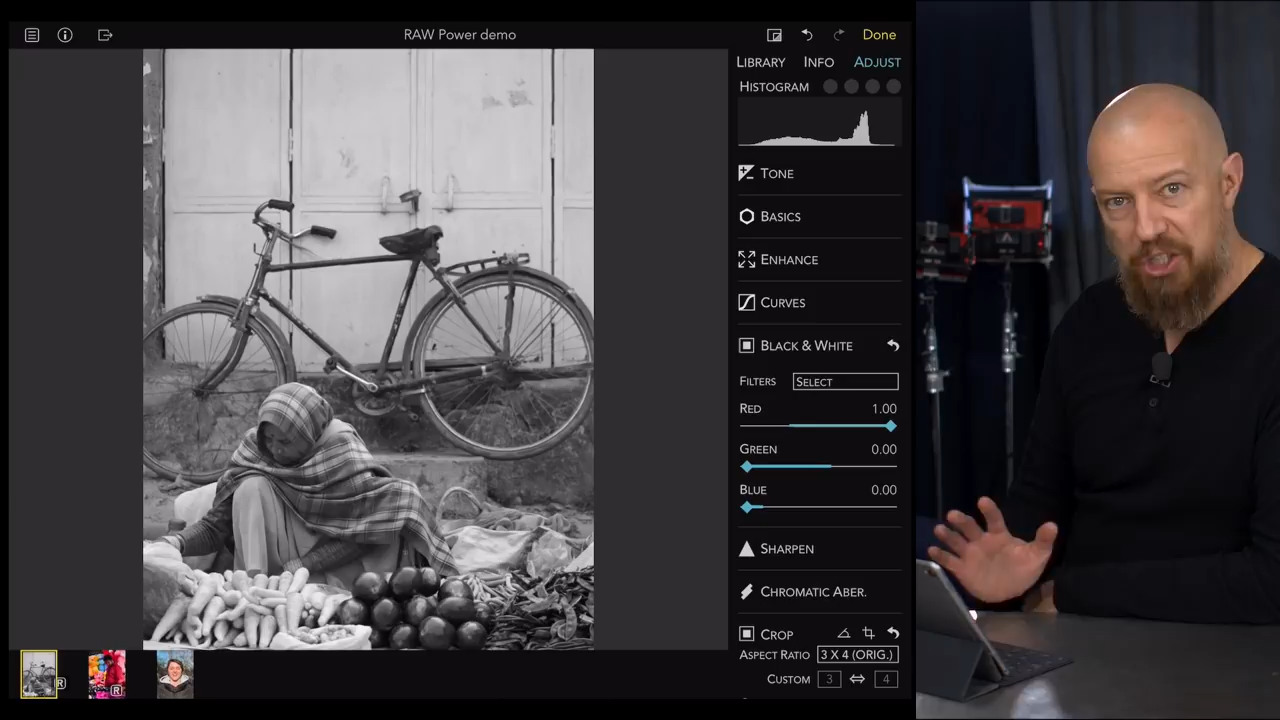 RAW Power demo
Done
LIBRARY INFO ADJUST
HISTOGRAM
TONE
BASICS
ENHANCE
CURVES
BLACK & WHITE
FILTERS SELECT
RED 1.00
GREEN 0.00
BLUE 0.00
SHARPEN
CHROMATIC ABER.
CROP
ASPECT RATIO 3 X 4 (ORIG.)
CUSTOM 3 4
R
R